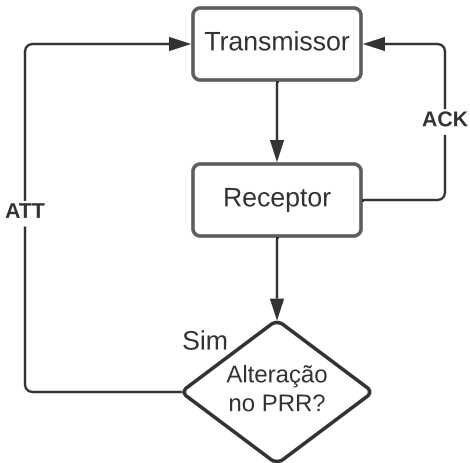 Transmissor
ACK
Receptor
ATT
Sim
Alteração
no PRR?